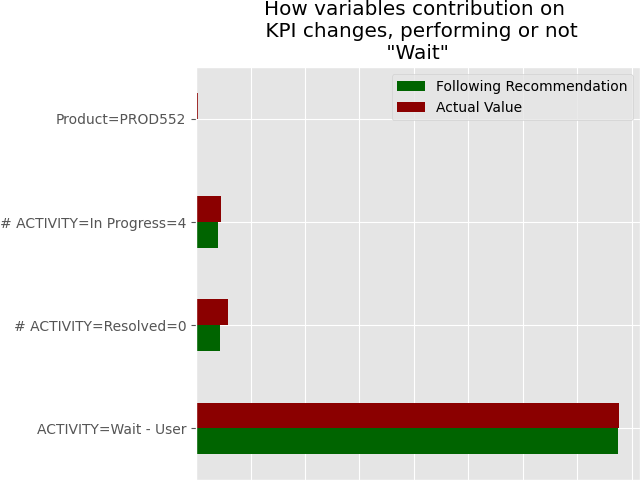 How variables contribution on
KPI changes, performing or not
"Wait"
Following Recommendation
Actual Value
Product=PROD552
# ACTIVITY=In Progress=4
# ACTIVITY=Resolved=0
ACTIVITY=Wait - User